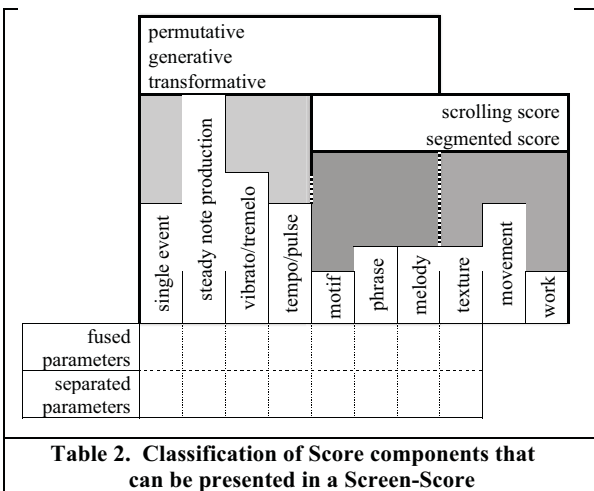 permutative
generative
transformative
scrolling score
segmented score
single event
steady note production
vibrato/tremelo
tempo/pulse
motif
phrase
melody
texture
movement
work
fused
parameters
separated
parameters
Table 2. Classification of Score components that
can be presented in a Screen-Score